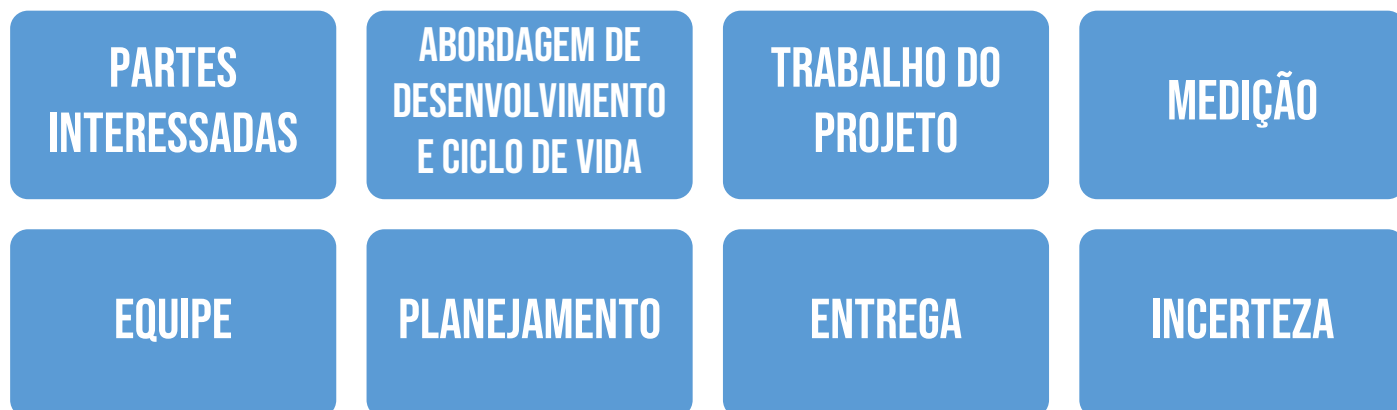 PARTES
INTERESSADAS
ABORDAGEM DE
DESENVOLVIMENTO
E CICLO DE VIDA
TRABALHO DO
PROJETO
MEDIÇÃO
EQUIPE
PLANEJAMENTO
ENTREGA
INCERTEZA